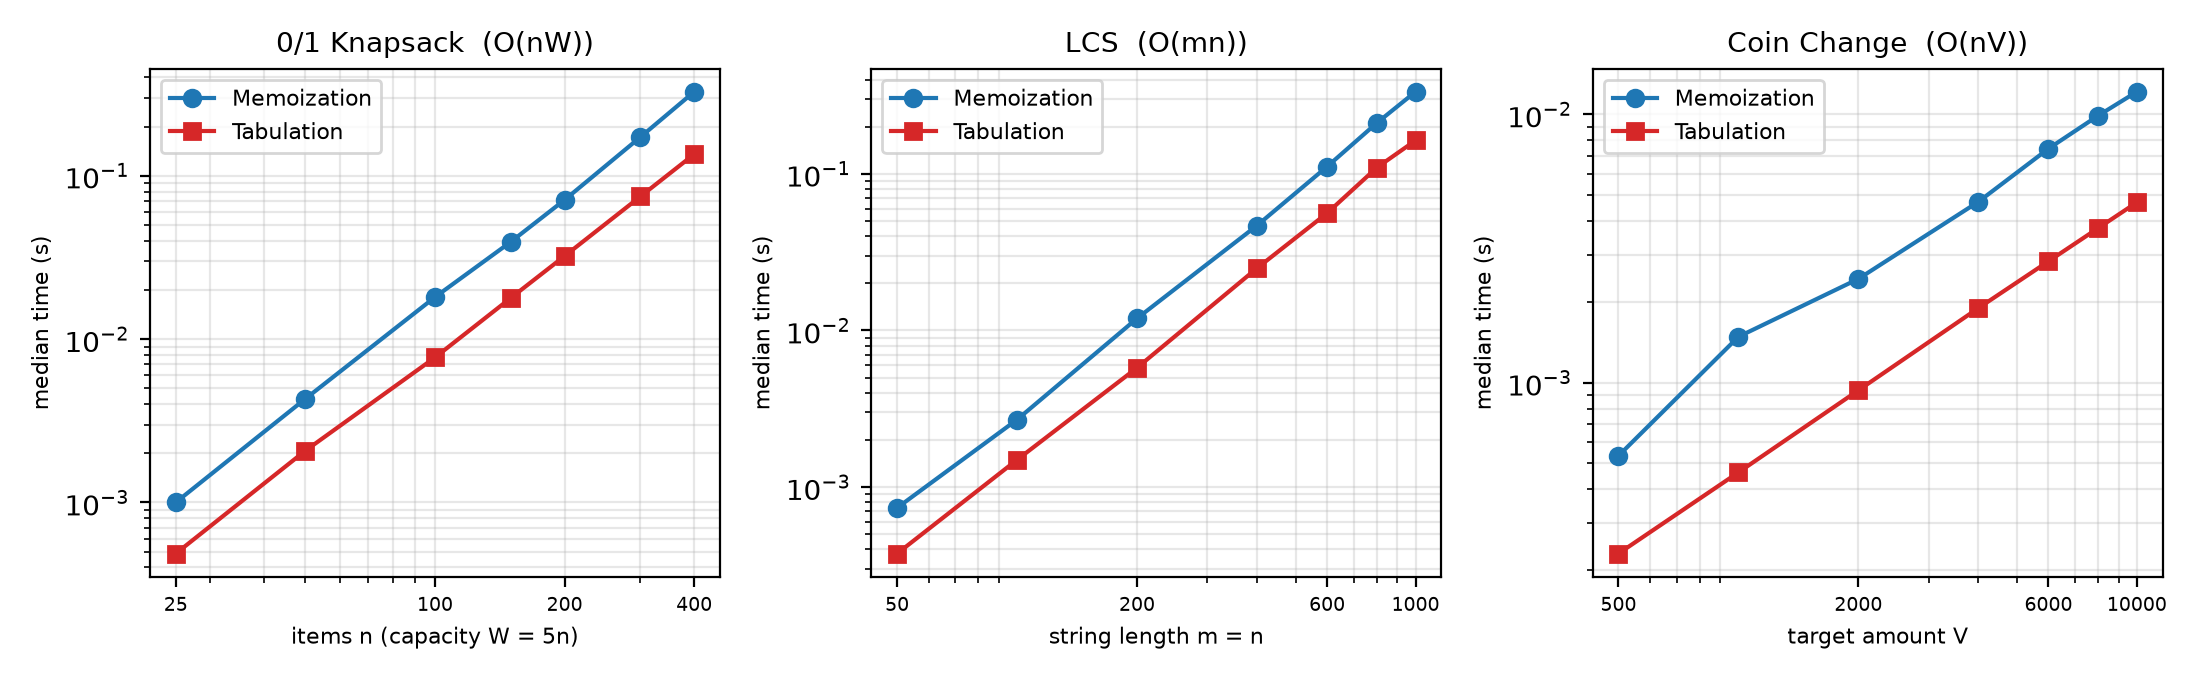 0/1 Knapsack (O(nW))
Memoization
Tabulation
10⁻¹
10⁻²
10⁻³
median time (s)
25
100
200
400
items n (capacity W = 5n)
LCS (O(mn))
Memoization
Tabulation
10⁻¹
10⁻²
10⁻³
median time (s)
50
200
600
1000
string length m = n
Coin Change (O(nV))
Memoization
Tabulation
10⁻²
10⁻³
median time (s)
500
2000
6000
10000
target amount V